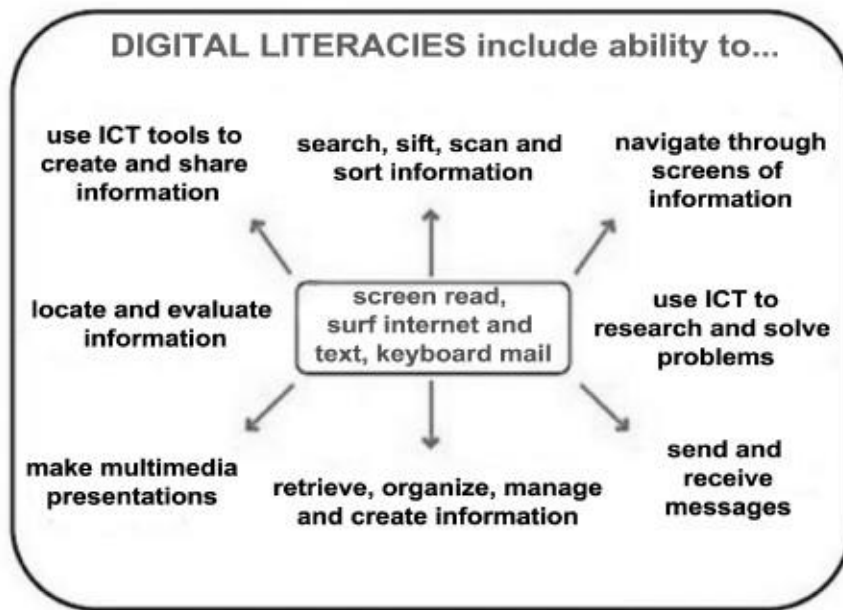 DIGITAL LITERACIES include ability to...
use ICT tools to
create and share
information
search, sift, scan and
sort information
navigate through
screens of
information
locate and evaluate
information
screen read,
surf internet and
text, keyboard mail
use ICT to
research and solve
problems
make multimedia
presentations
retrieve, organize, manage
and create information
send and
receive
messages